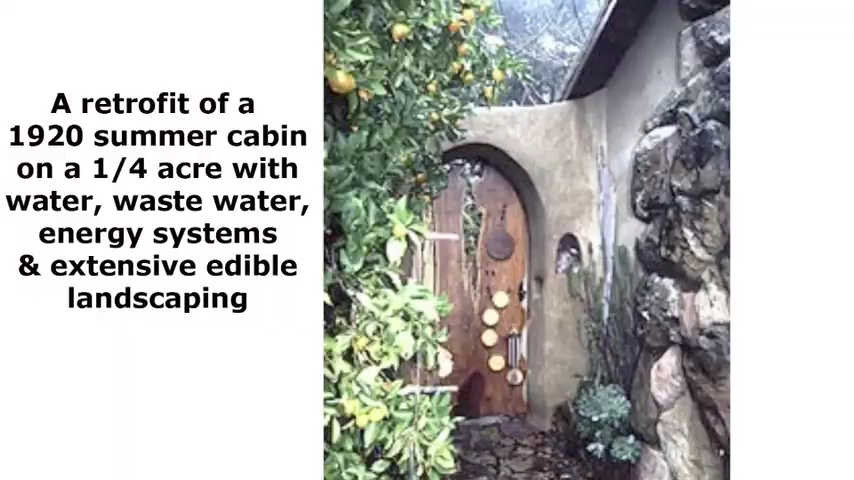 A retrofit of a
1920 summer cabin
on a 1/4 acre with
water, waste water,
energy systems
& extensive edible
landscaping